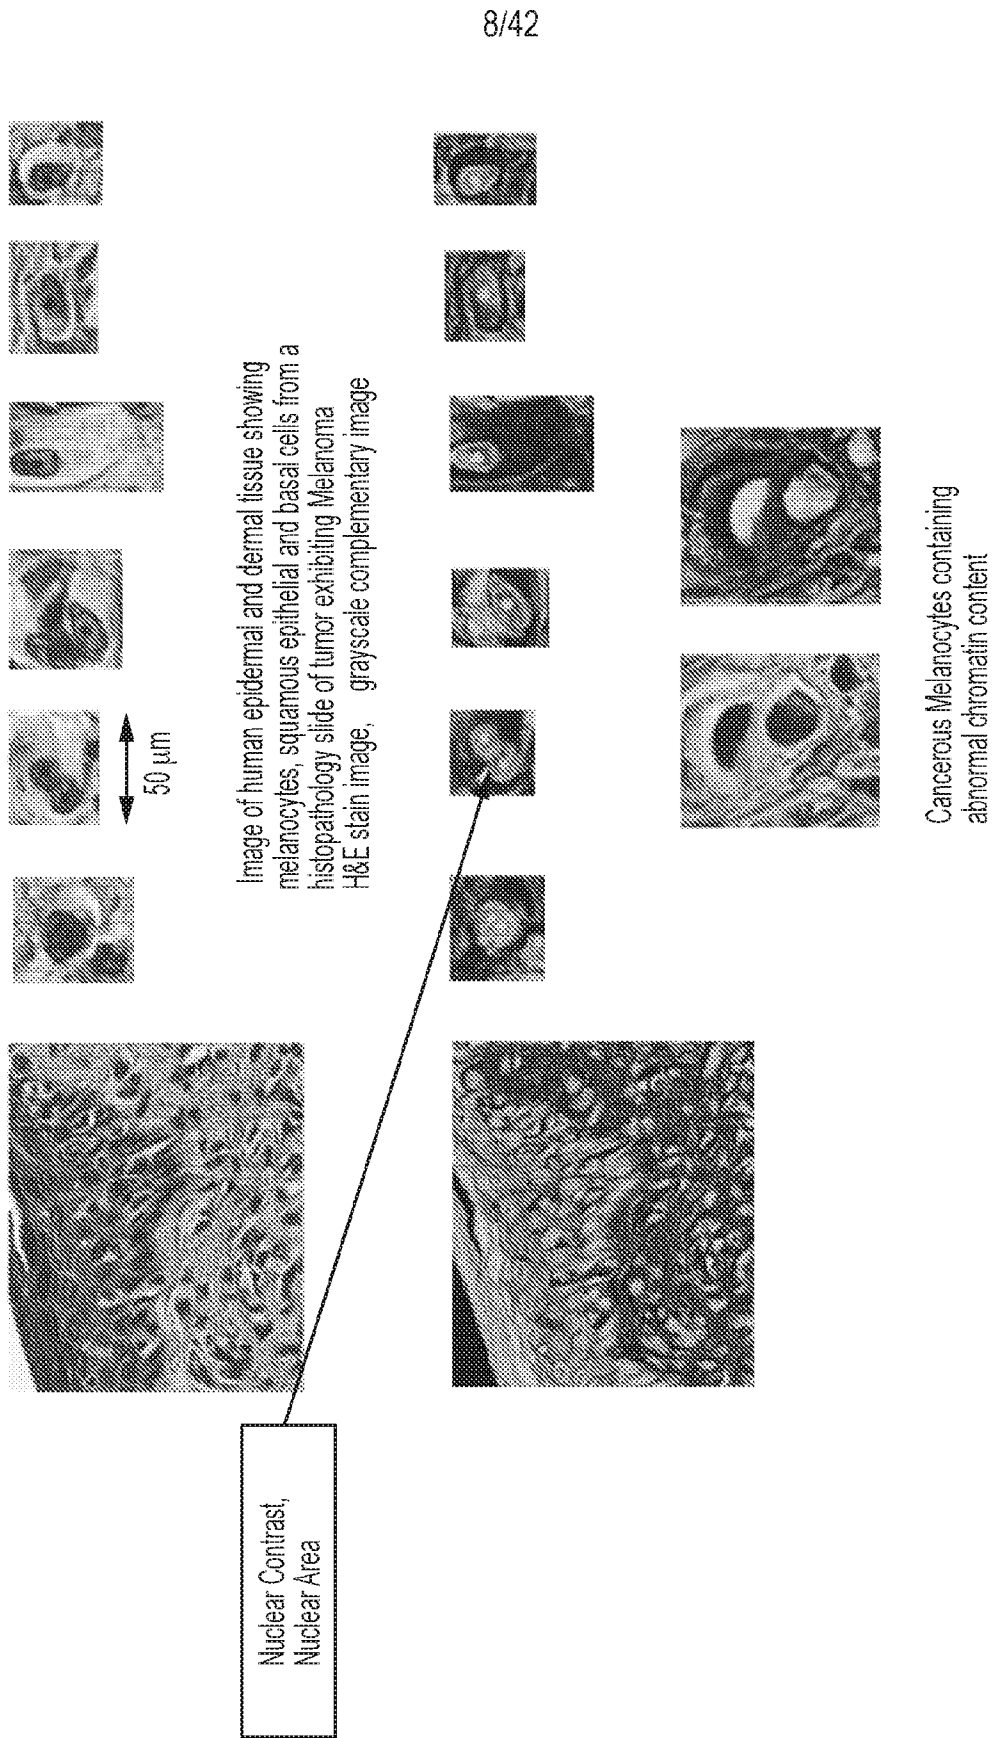 8/42
50 µm
Image of human epidermal and dermal tissue showing
melanocytes, squamous epithelial and basal cells from a
histopathology slide of tumor exhibiting Melanoma
H&E stain image, grayscale complementary image
Nuclear Contrast,
Nuclear Area
Cancerous Melanocytes containing
abnormal chromatin content